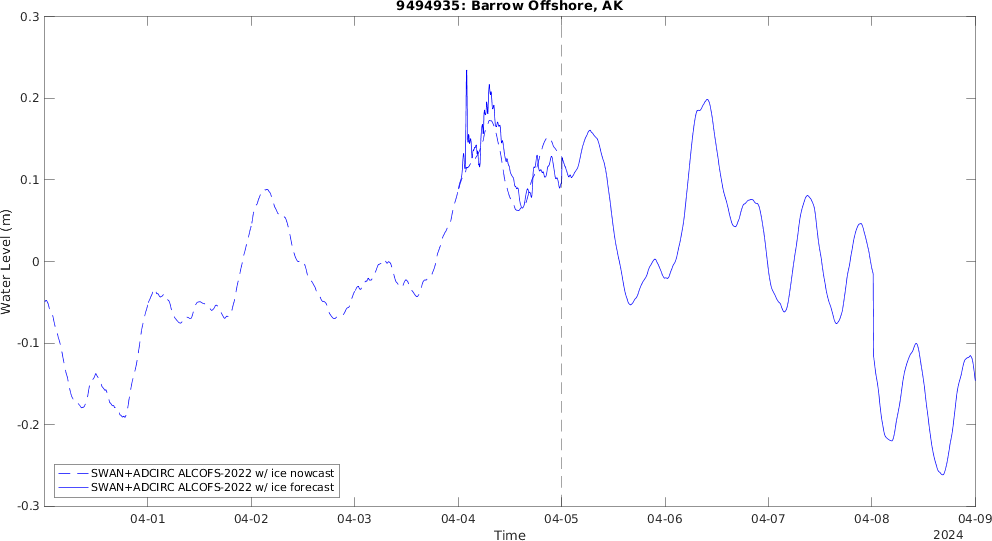 9494935: Barrow Offshore, AK
Water Level (m)
0.3
0.2
0.1
0
-0.1
-0.2
-0.3
SWAN+ADCIRC ALCOFS-2022 w/ ice nowcast
SWAN+ADCIRC ALCOFS-2022 w/ ice forecast
04-01 04-02 04-03 04-04 04-05 04-06 04-07 04-08 04-09
Time
2024